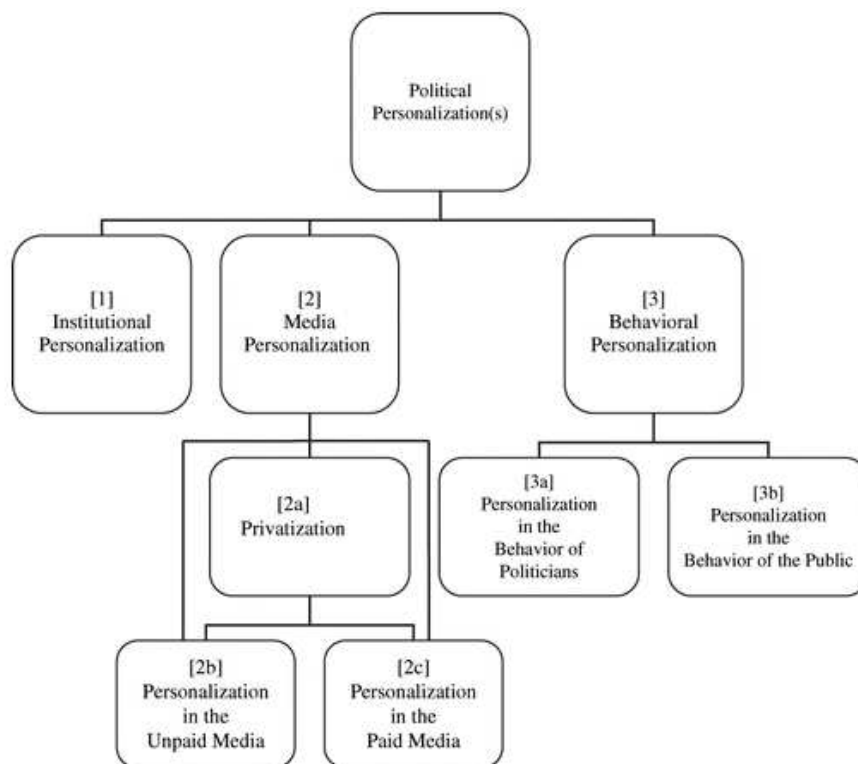 Political
Personalization(s)
[1]
Institutional
Personalization
[2]
Media
Personalization
[3]
Behavioral
Personalization
[2a]
Privatization
[3a]
Personalization
in the
Behavior of
Politicians
[3b]
Personalization
in the
Behavior of the Public
[2b]
Personalization
in the
Unpaid Media
[2c]
Personalization
in the
Paid Media